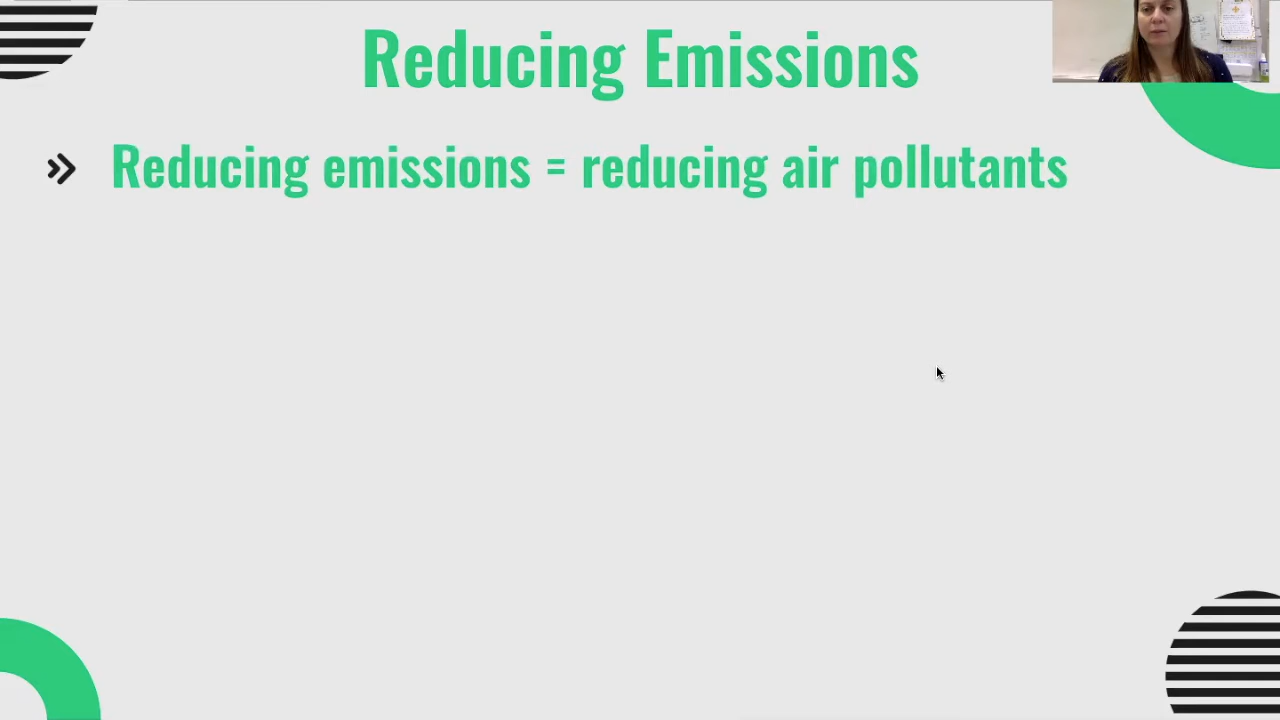 Reducing Emissions
Reducing emissions = reducing air pollutants